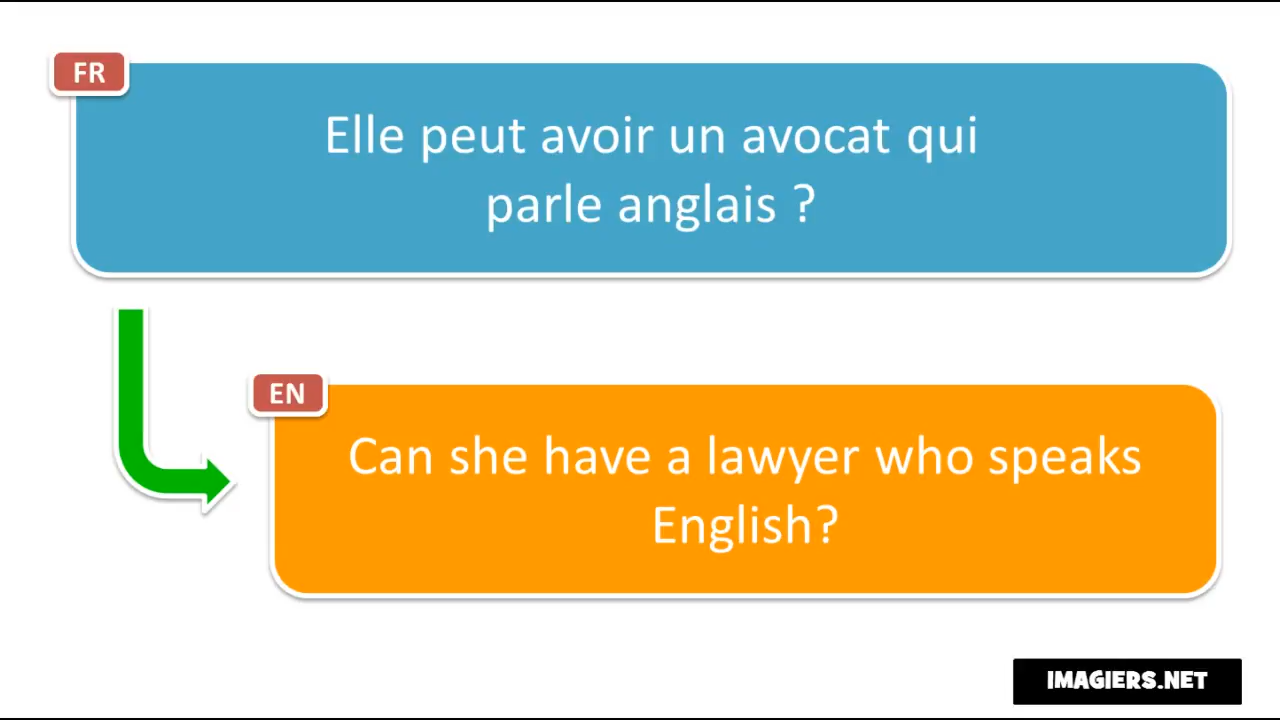 FR
Elle peut avoir un avocat qui
parle anglais ?
EN
Can she have a lawyer who speaks
English?
IMAGIERS.NET